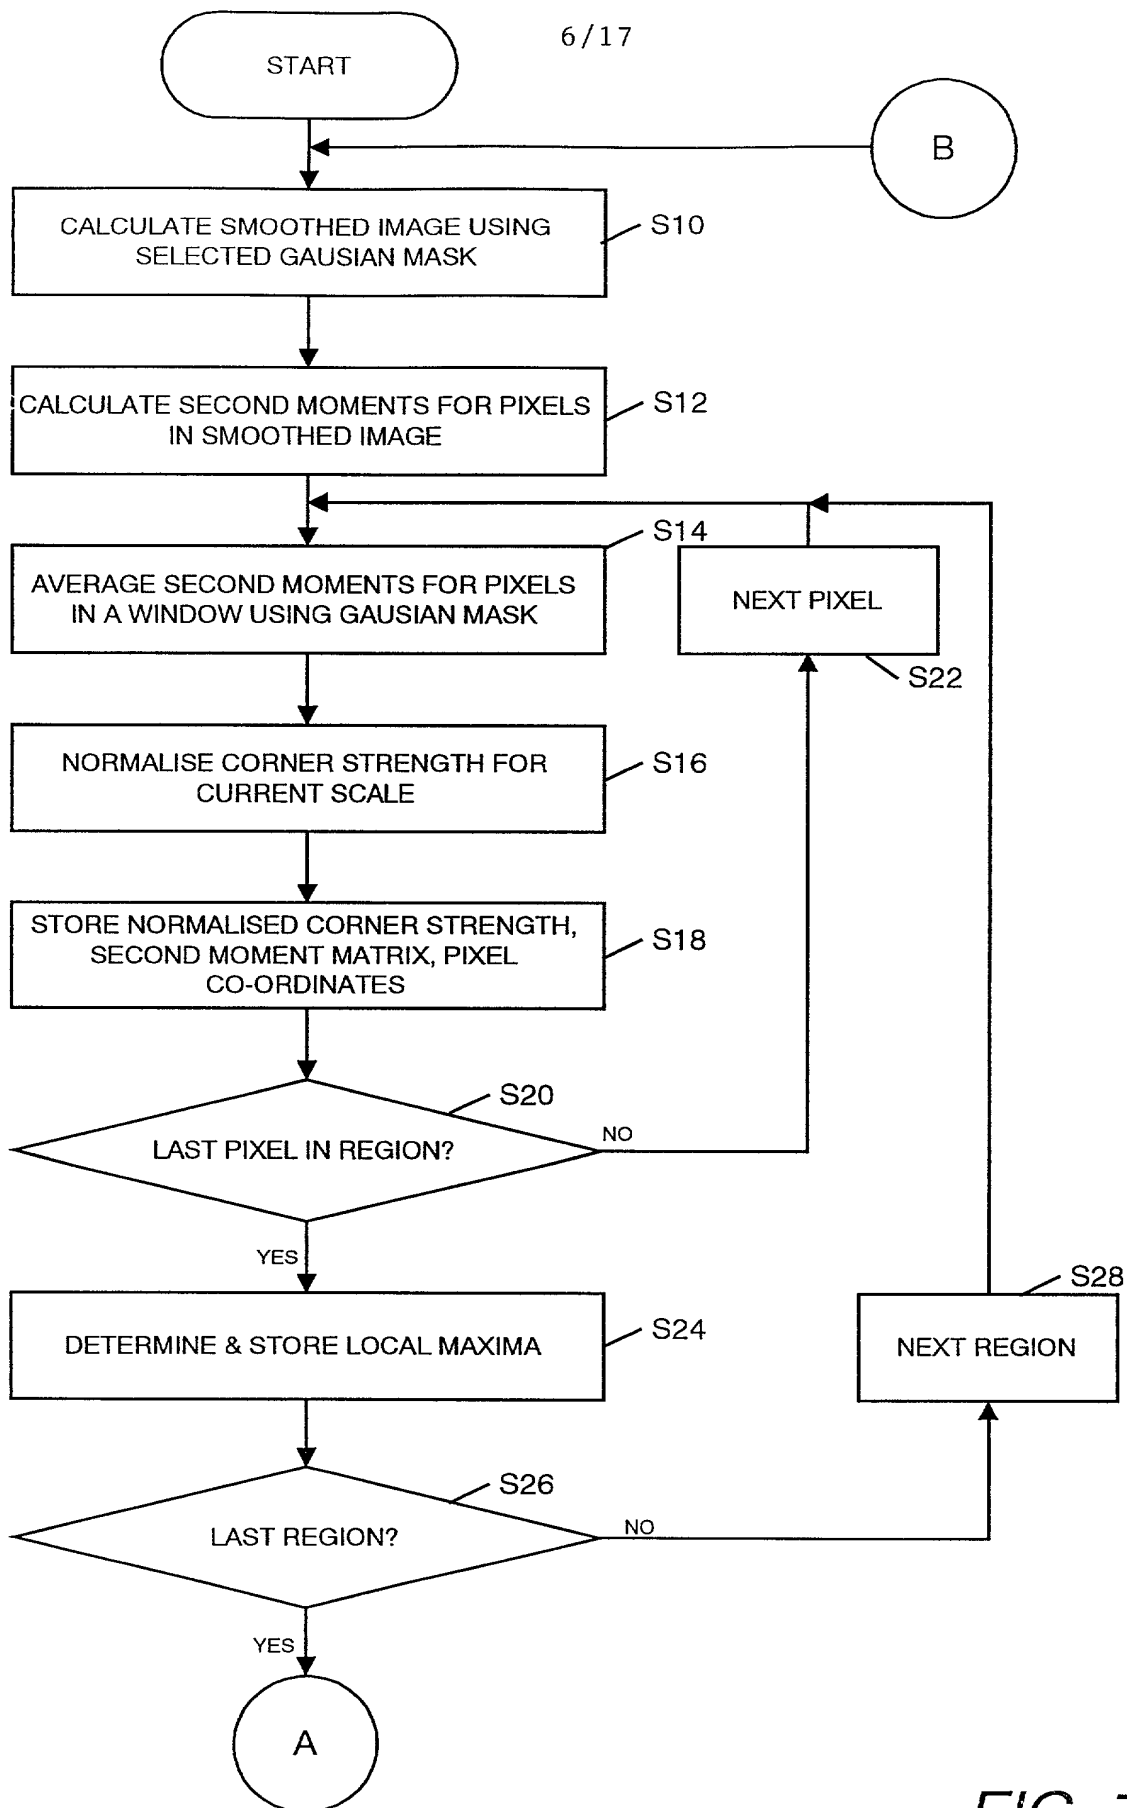 6/17
START
B
CALCULATE SMOOTHED IMAGE USING
SELECTED GAUSIAN MASK
S10
CALCULATE SECOND MOMENTS FOR PIXELS
IN SMOOTHED IMAGE
S12
S14
AVERAGE SECOND MOMENTS FOR PIXELS
IN A WINDOW USING GAUSIAN MASK
NEXT PIXEL
S22
NORMALISE CORNER STRENGTH FOR
CURRENT SCALE
S16
STORE NORMALISED CORNER STRENGTH,
SECOND MOMENT MATRIX, PIXEL
CO-ORDINATES
S18
S20
LAST PIXEL IN REGION?
NO
YES
S28
DETERMINE & STORE LOCAL MAXIMA
S24
NEXT REGION
S26
LAST REGION?
NO
YES
A
FIG.